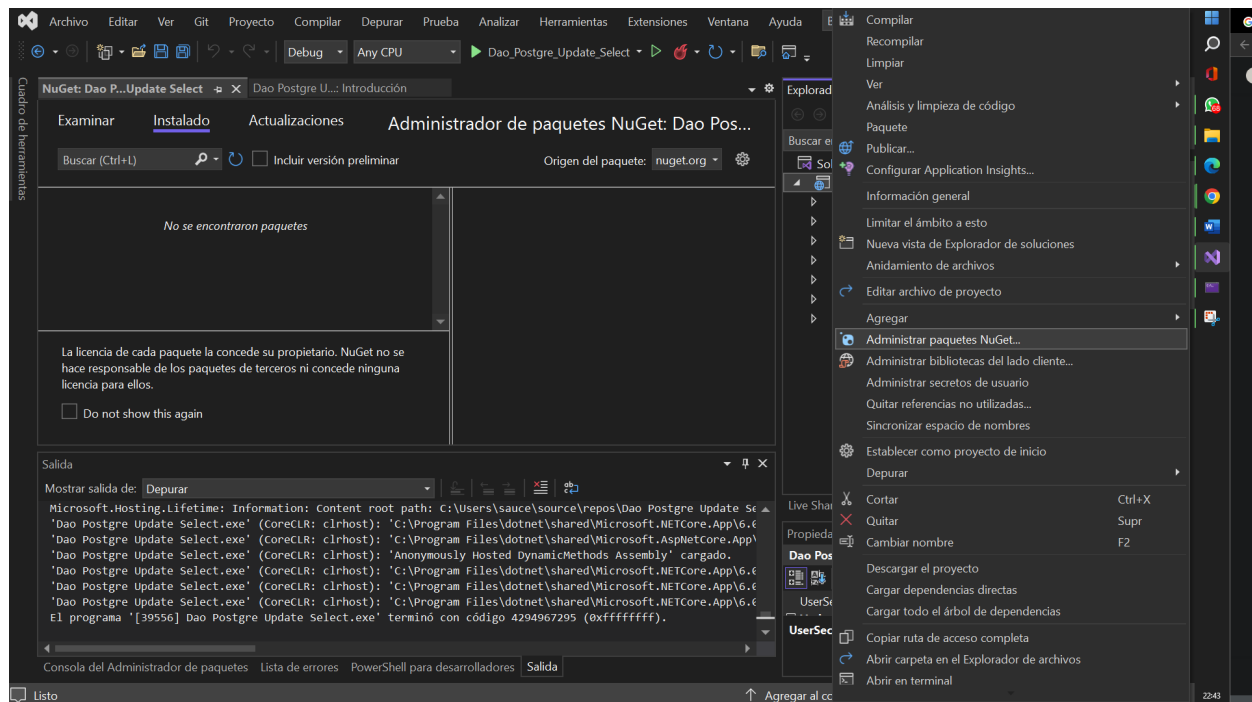 Archivo Editar Ver Git Proyecto Compilar Depurar Prueba Analizar Herramientas Extensiones Ventana Ayuda
Debug Any CPU Dao_Postgre_Update_Select
Cuadro de herramientas
NuGet: Dao P...Update Select Dao Postgre U...: Introducción
Examinar Instalado Actualizaciones Administrador de paquetes NuGet: Dao Pos...
Buscar (Ctrl+L) Incluir versión preliminar Origen del paquete: nuget.org
No se encontraron paquetes
La licencia de cada paquete la concede su propietario. NuGet no se
hace responsable de los paquetes de terceros ni concede ninguna
licencia para ellos.
Do not show this again
Salida
Mostrar salida de: Depurar
Microsoft.Hosting.Lifetime: Information: Content root path: C:\Users\sauce\source\repos\Dao Postgre Update Se
'Dao Postgre Update Select.exe' (CoreCLR: clrhost): 'C:\Program Files\dotnet\shared\Microsoft.NETCore.App\6.0
'Dao Postgre Update Select.exe' (CoreCLR: clrhost): 'C:\Program Files\dotnet\shared\Microsoft.AspNetCore.App\
'Dao Postgre Update Select.exe' (CoreCLR: clrhost): 'Anonymously Hosted DynamicMethods Assembly' cargado.
'Dao Postgre Update Select.exe' (CoreCLR: clrhost): 'C:\Program Files\dotnet\shared\Microsoft.NETCore.App\6.0
'Dao Postgre Update Select.exe' (CoreCLR: clrhost): 'C:\Program Files\dotnet\shared\Microsoft.NETCore.App\6.0
'Dao Postgre Update Select.exe' (CoreCLR: clrhost): 'C:\Program Files\dotnet\shared\Microsoft.NETCore.App\6.0
El programa '[39556] Dao Postgre Update Select.exe' terminó con código 4294967295 (0xffffffff).
Consola del Administrador de paquetes Lista de errores PowerShell para desarrolladores Salida
Listo
Agregar al co
Explorad
Buscar en
Sol
Live Shar
Propieda
Dao Pos
UserSe
UserSec
Compilar
Recompilar
Limpiar
Ver
Análisis y limpieza de código
Paquete
Publicar...
Configurar Application Insights...
Información general
Limitar el ámbito a esto
Nueva vista de Explorador de soluciones
Anidamiento de archivos
Editar archivo de proyecto
Agregar
Administrar paquetes NuGet...
Administrar bibliotecas del lado cliente...
Administrar secretos de usuario
Quitar referencias no utilizadas...
Sincronizar espacio de nombres
Establecer como proyecto de inicio
Depurar
Cortar Ctrl+X
Quitar Supr
Cambiar nombre F2
Descargar el proyecto
Cargar dependencias directas
Cargar todo el árbol de dependencias
Copiar ruta de acceso completa
Abrir carpeta en el Explorador de archivos
Abrir en terminal
22:43